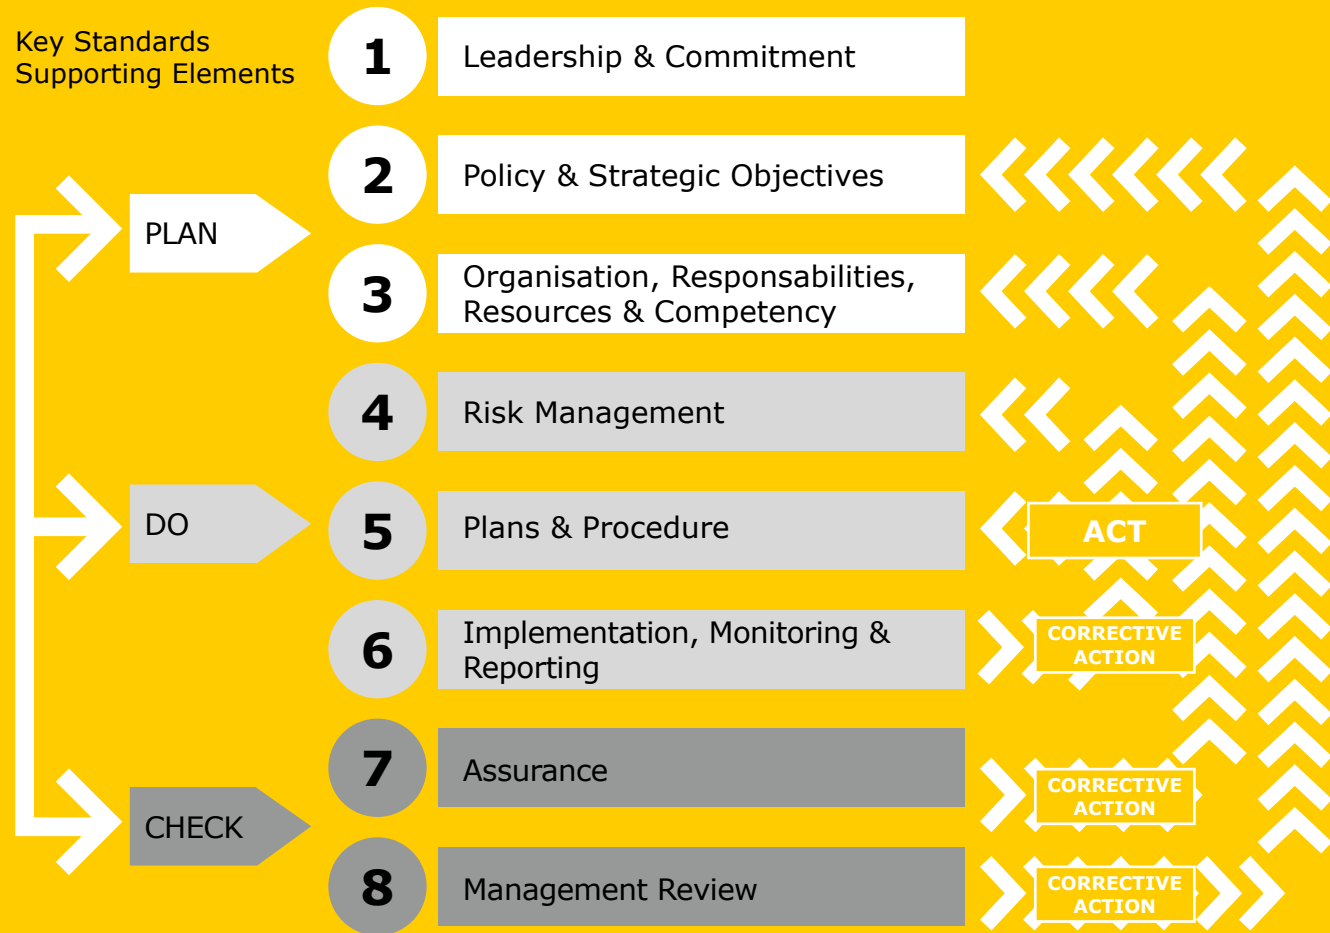 Key Standards
Supporting Elements
1
Leadership & Commitment
2
Policy & Strategic Objectives
PLAN
3
Organisation, Responsabilities,
Resources & Competency
4
Risk Management
DO
5
Plans & Procedure
ACT
6
Implementation, Monitoring &
Reporting
CORRECTIVE
ACTION
7
Assurance
CORRECTIVE
ACTION
CHECK
8
Management Review
CORRECTIVE
ACTION